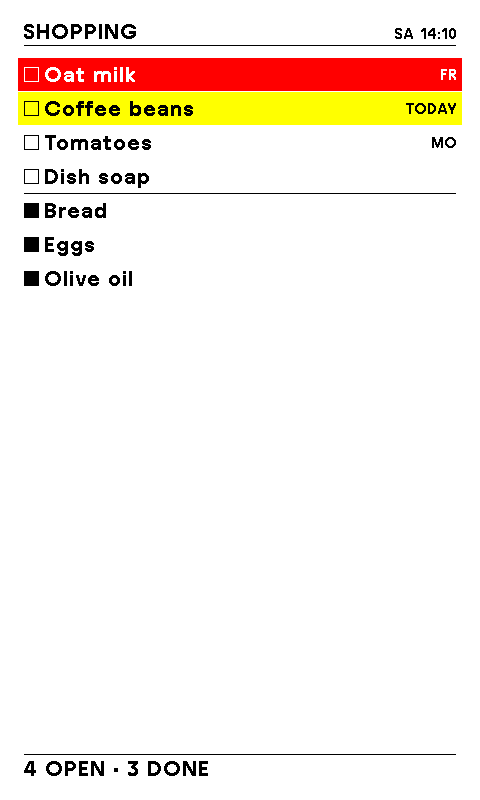 SHOPPING SA 14:10
Oat milk FR
Coffee beans TODAY
Tomatoes MO
Dish soap
Bread
Eggs
Olive oil
4 OPEN · 3 DONE